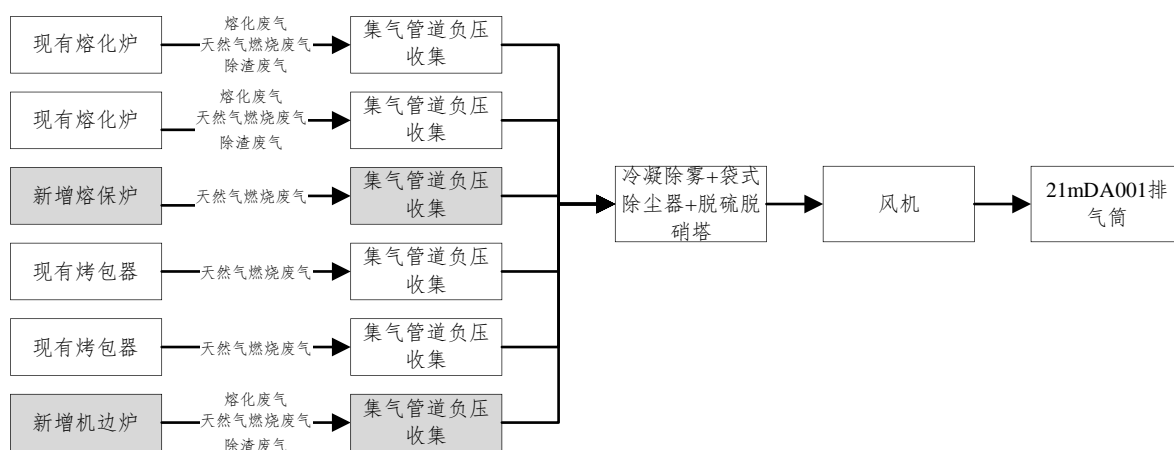 现有熔化炉
熔化废气
天然气燃烧废气
除渣废气
集气管道负压
收集
现有熔化炉
熔化废气
天然气燃烧废气
除渣废气
集气管道负压
收集
新增熔保炉
天然气燃烧废气
集气管道负压
收集
现有烤包器
天然气燃烧废气
集气管道负压
收集
现有烤包器
天然气燃烧废气
集气管道负压
收集
新增机边炉
熔化废气
天然气燃烧废气
除渣废气
集气管道负压
收集
冷凝除雾+袋式
除尘器+脱硫脱
硝塔
风机
21mDA001排
气筒